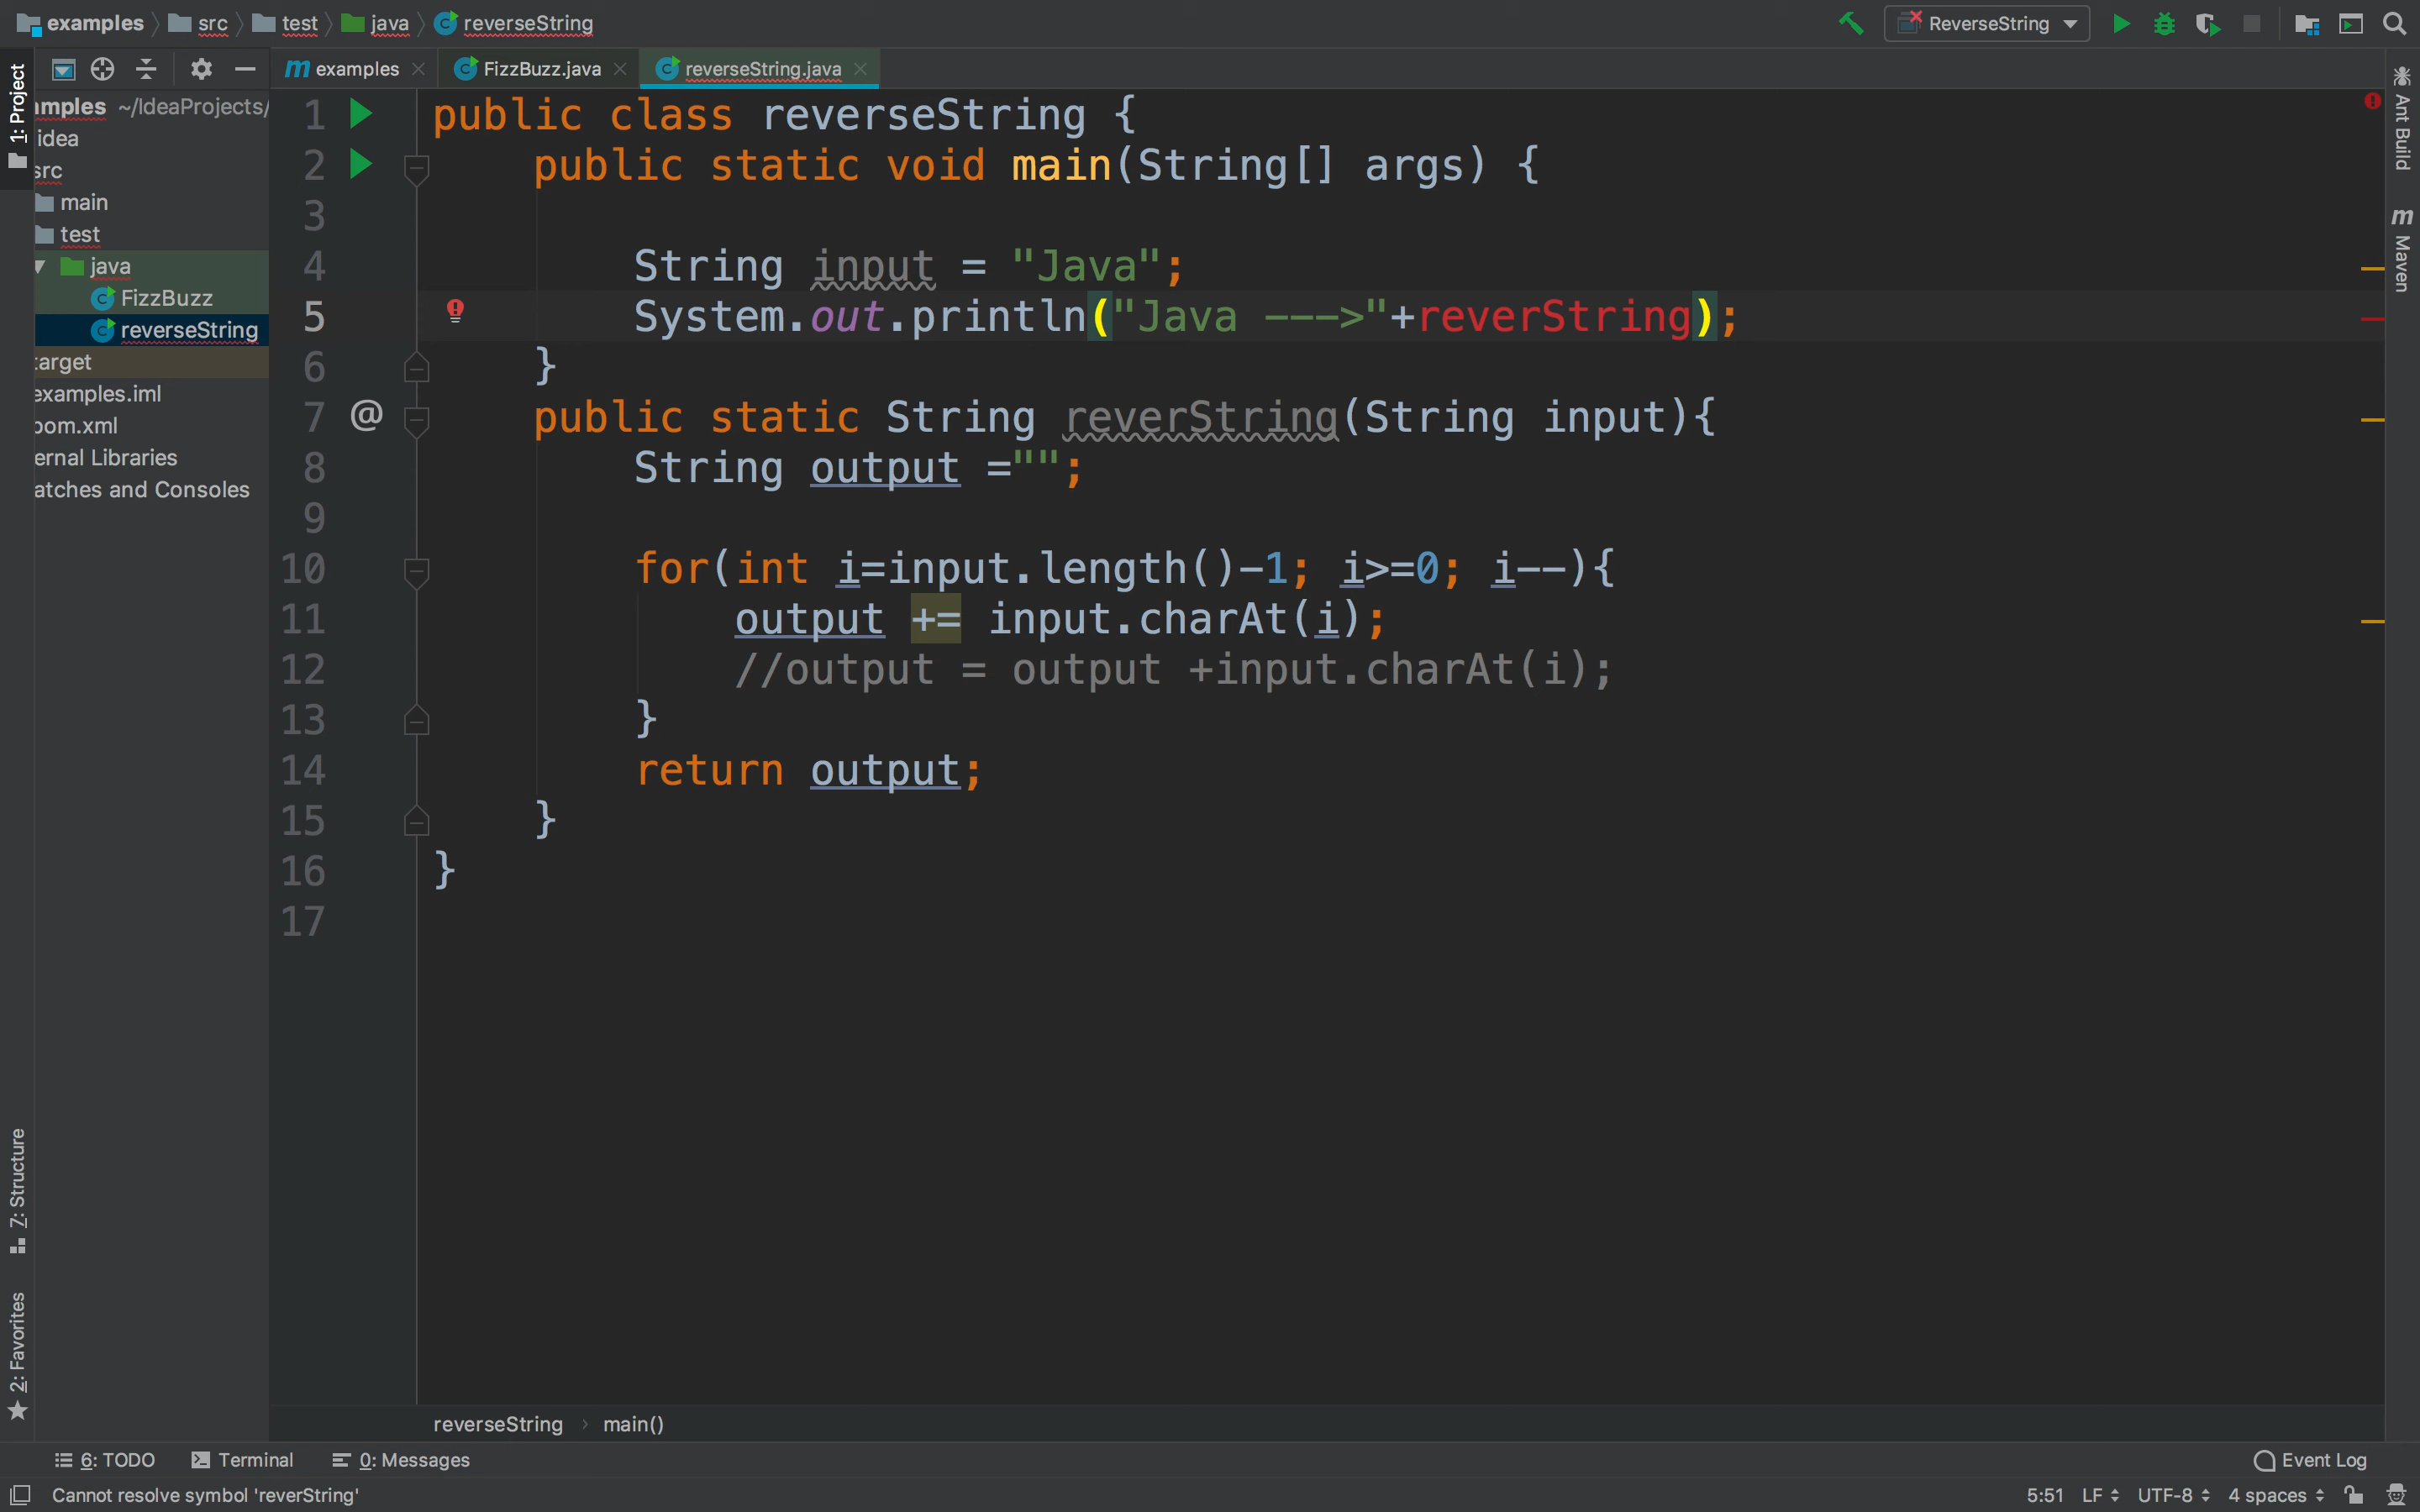 examples src test java reverseString ReverseString
1: Project
examples FizzBuzz.java reverseString.java
mples ~/IdeaProjects/
idea
src
main
test
java
FizzBuzz
reverseString
target
examples.iml
pom.xml
ernal Libraries
atches and Consoles
1 public class reverseString {
2 public static void main(String[] args) {
3
4 String input = "Java";
5 System.out.println("Java --->"+reverString);
6 }
7 @ public static String reverString(String input){
8 String output ="";
9
10 for(int i=input.length()-1; i>=0; i--){
11 output += input.charAt(i);
12 //output = output +input.charAt(i);
13 }
14 return output;
15 }
16 }
17
Ant Build
m Maven
7: Structure
2: Favorites
reverseString › main()
6: TODO Terminal 0: Messages Event Log
Cannot resolve symbol 'reverString' 5:51 LF UTF-8 4 spaces